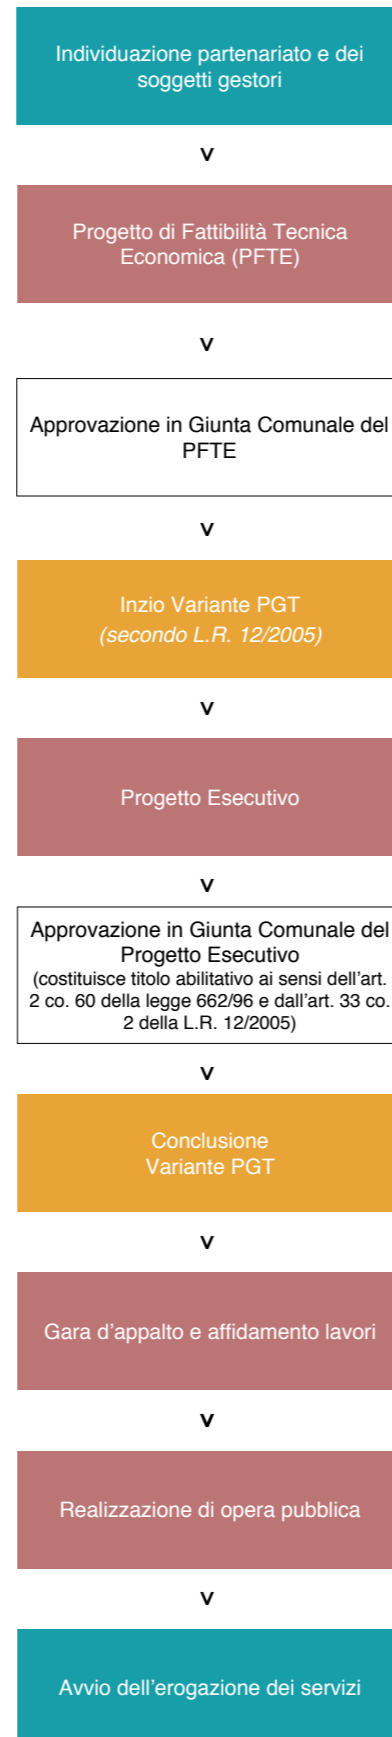 Individuazione partenariato e dei
soggetti gestori
v
Progetto di Fattibilità Tecnica
Economica (PFTE)
v
Approvazione in Giunta Comunale del
PFTE
v
Inzio Variante PGT
(secondo L.R. 12/2005)
v
Progetto Esecutivo
v
Approvazione in Giunta Comunale del
Progetto Esecutivo
(costituisce titolo abilitativo ai sensi dell'art.
2 co. 60 della legge 662/96 e dall'art. 33 co.
2 della L.R. 12/2005)
v
Conclusione
Variante PGT
v
Gara d'appalto e affidamento lavori
v
Realizzazione di opera pubblica
v
Avvio dell'erogazione dei servizi